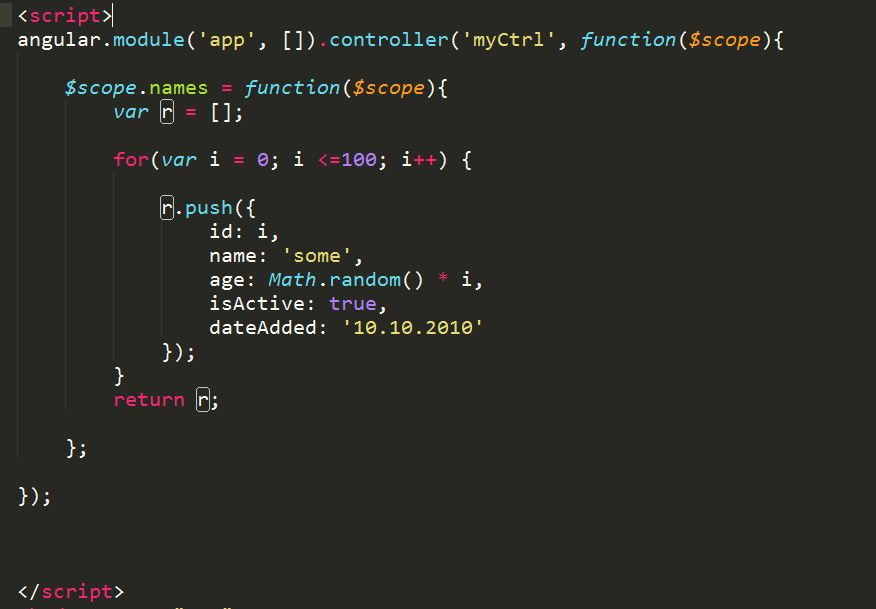 <script>
angular.module('app', []).controller('myCtrl', function($scope){
$scope.names = function($scope){
var r = [];
for(var i = 0; i <=100; i++) {
r.push({
id: i,
name: 'some',
age: Math.random() * i,
isActive: true,
dateAdded: '10.10.2010'
});
}
return r;
};
});
</script>